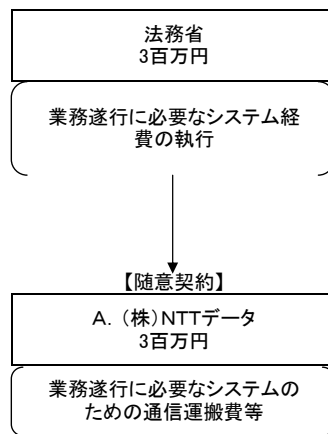 法務省
3百万円
業務遂行に必要なシステム経
費の執行
【随意契約】
A．（株）NTTデータ
3百万円
業務遂行に必要なシステムの
ための通信運搬費等